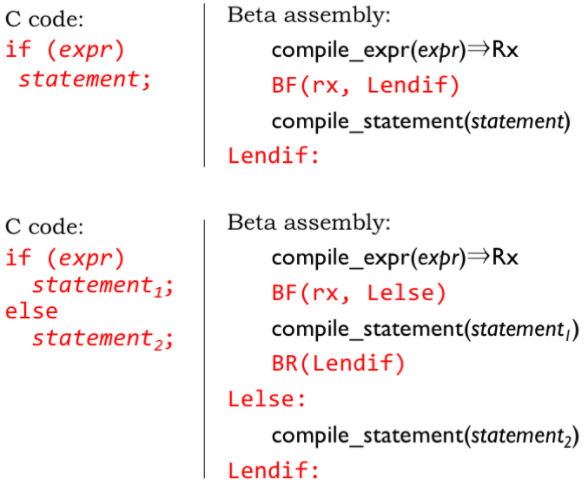 C code:
if (expr)
statement;
Beta assembly:
compile_expr(expr)⇒Rx
BF(rx, Lendif)
compile_statement(statement)
Lendif:
C code:
if (expr)
statement₁;
else
statement₂;
Beta assembly:
compile_expr(expr)⇒Rx
BF(rx, Lelse)
compile_statement(statement₁)
BR(Lendif)
Lelse:
compile_statement(statement₂)
Lendif: